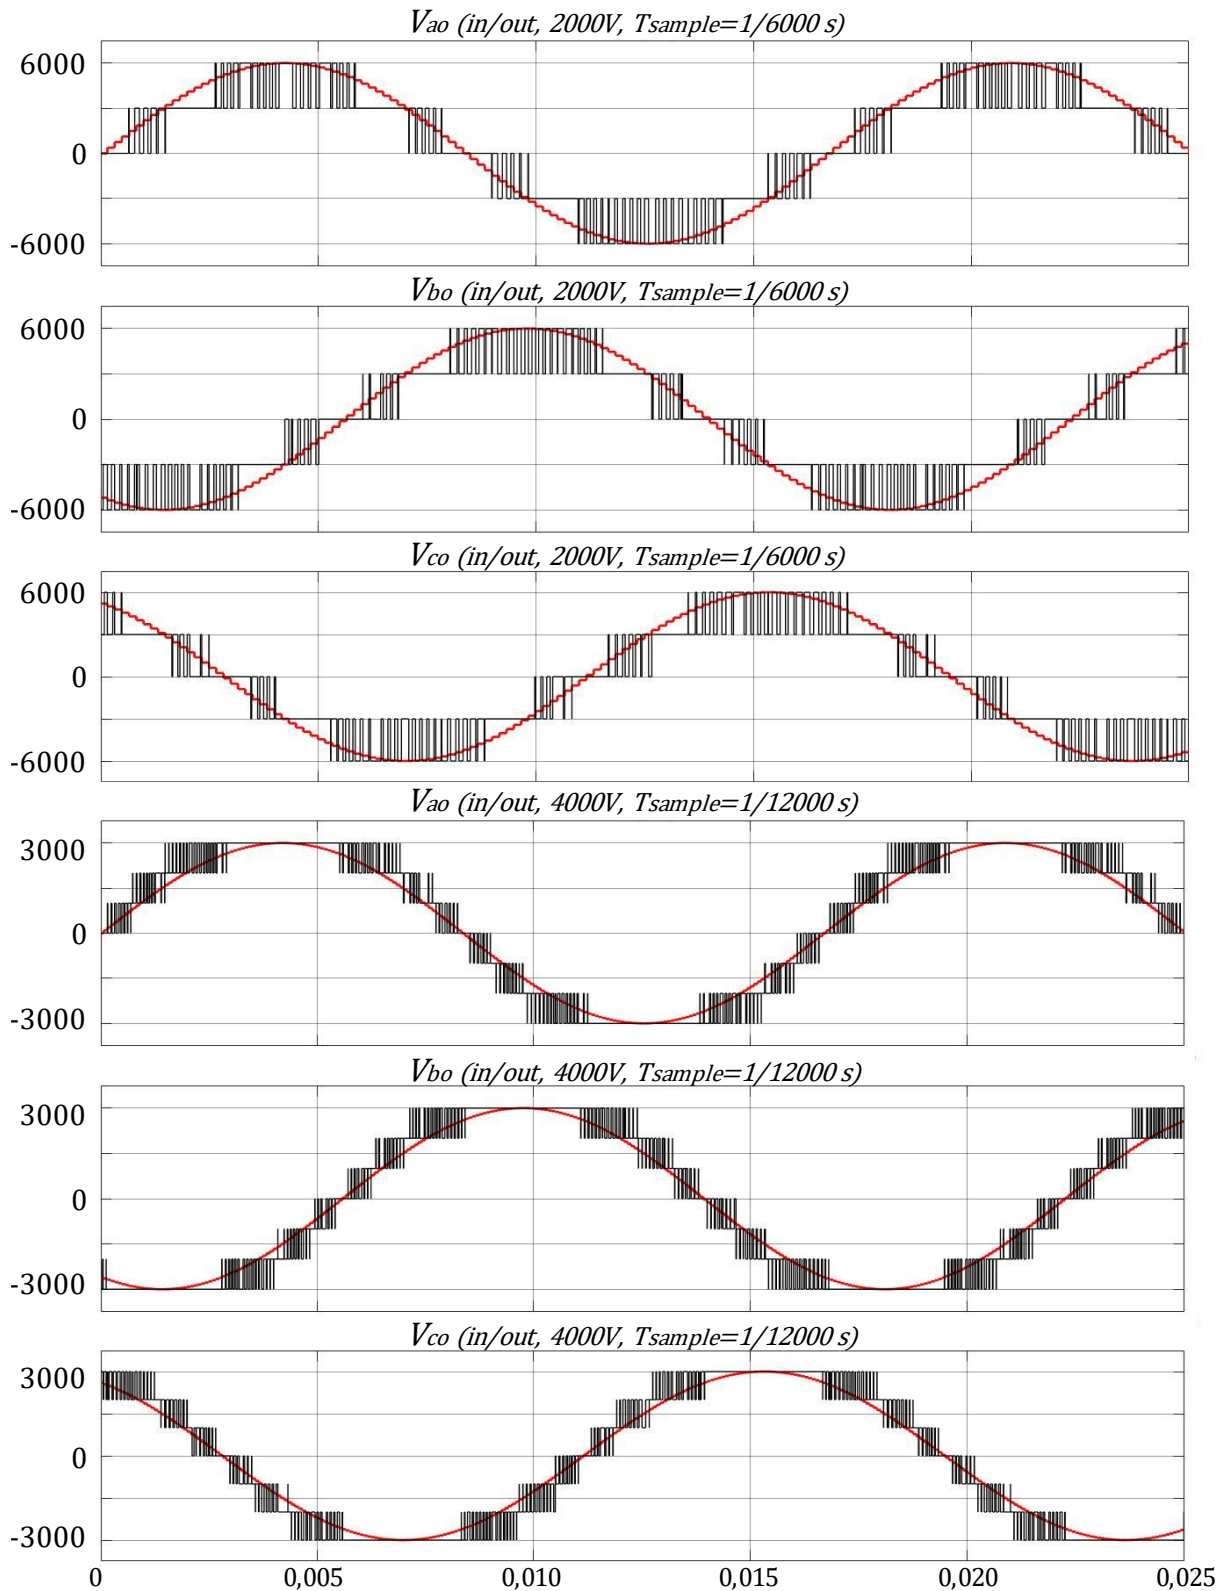 Vao (in/out, 2000V, Tsample=1/6000 s)
6000
0
-6000
Vbo (in/out, 2000V, Tsample=1/6000 s)
6000
0
-6000
Vco (in/out, 2000V, Tsample=1/6000 s)
6000
0
-6000
Vao (in/out, 4000V, Tsample=1/12000 s)
3000
0
-3000
Vbo (in/out, 4000V, Tsample=1/12000 s)
3000
0
-3000
Vco (in/out, 4000V, Tsample=1/12000 s)
3000
0
-3000
0 0,005 0,010 0,015 0,020 0,025